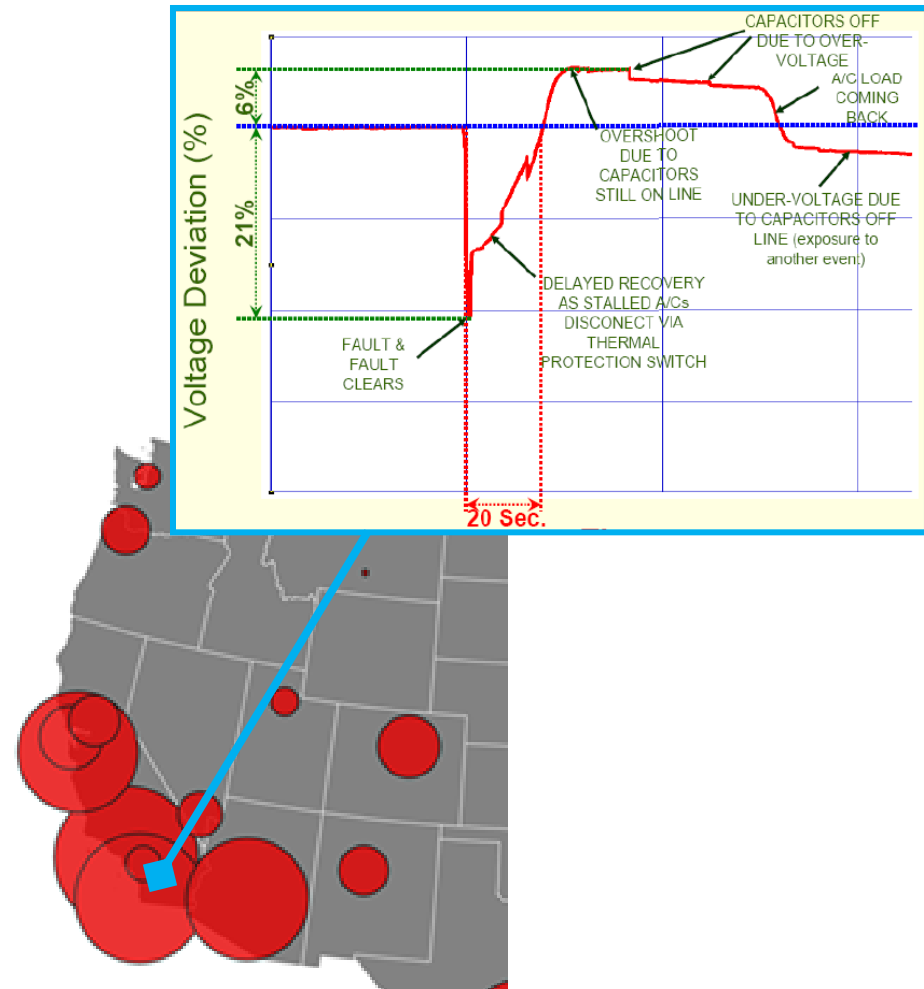 CAPACITORS OFF
DUE TO OVER-
VOLTAGE
A/C LOAD
COMING
BACK
6%
Voltage Deviation (%)
21%
OVERSHOOT
DUE TO
CAPACITORS
STILL ON LINE
UNDER-VOLTAGE DUE
TO CAPACITORS OFF
LINE (exposure to
another event)
DELAYED RECOVERY
AS STALLED A/Cs
DISCONECT VIA
THERMAL
PROTECTION SWITCH
FAULT &
FAULT
CLEARS
20 Sec.